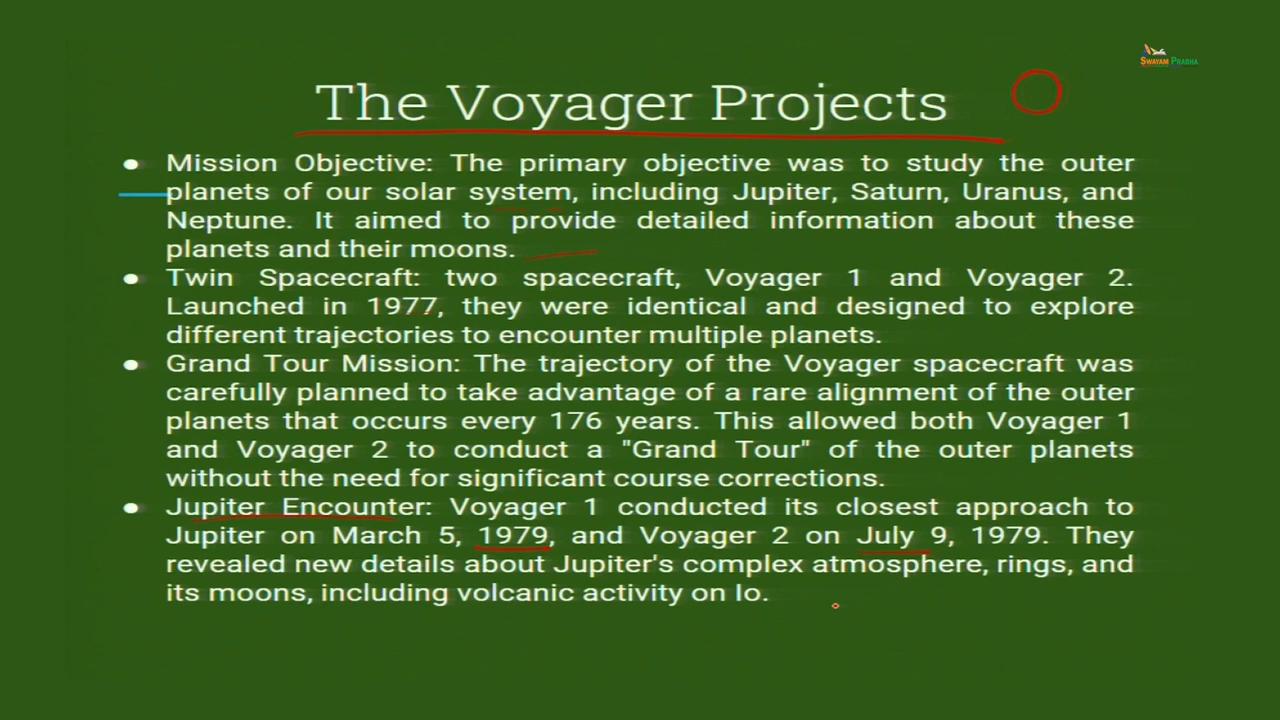 SWAYAM PRABHA
The Voyager Projects
● Mission Objective: The primary objective was to study the outer
planets of our solar system, including Jupiter, Saturn, Uranus, and
Neptune. It aimed to provide detailed information about these
planets and their moons.
● Twin Spacecraft: two spacecraft, Voyager 1 and Voyager 2.
Launched in 1977, they were identical and designed to explore
different trajectories to encounter multiple planets.
● Grand Tour Mission: The trajectory of the Voyager spacecraft was
carefully planned to take advantage of a rare alignment of the outer
planets that occurs every 176 years. This allowed both Voyager 1
and Voyager 2 to conduct a "Grand Tour" of the outer planets
without the need for significant course corrections.
● Jupiter Encounter: Voyager 1 conducted its closest approach to
Jupiter on March 5, 1979, and Voyager 2 on July 9, 1979. They
revealed new details about Jupiter's complex atmosphere, rings, and
its moons, including volcanic activity on Io.